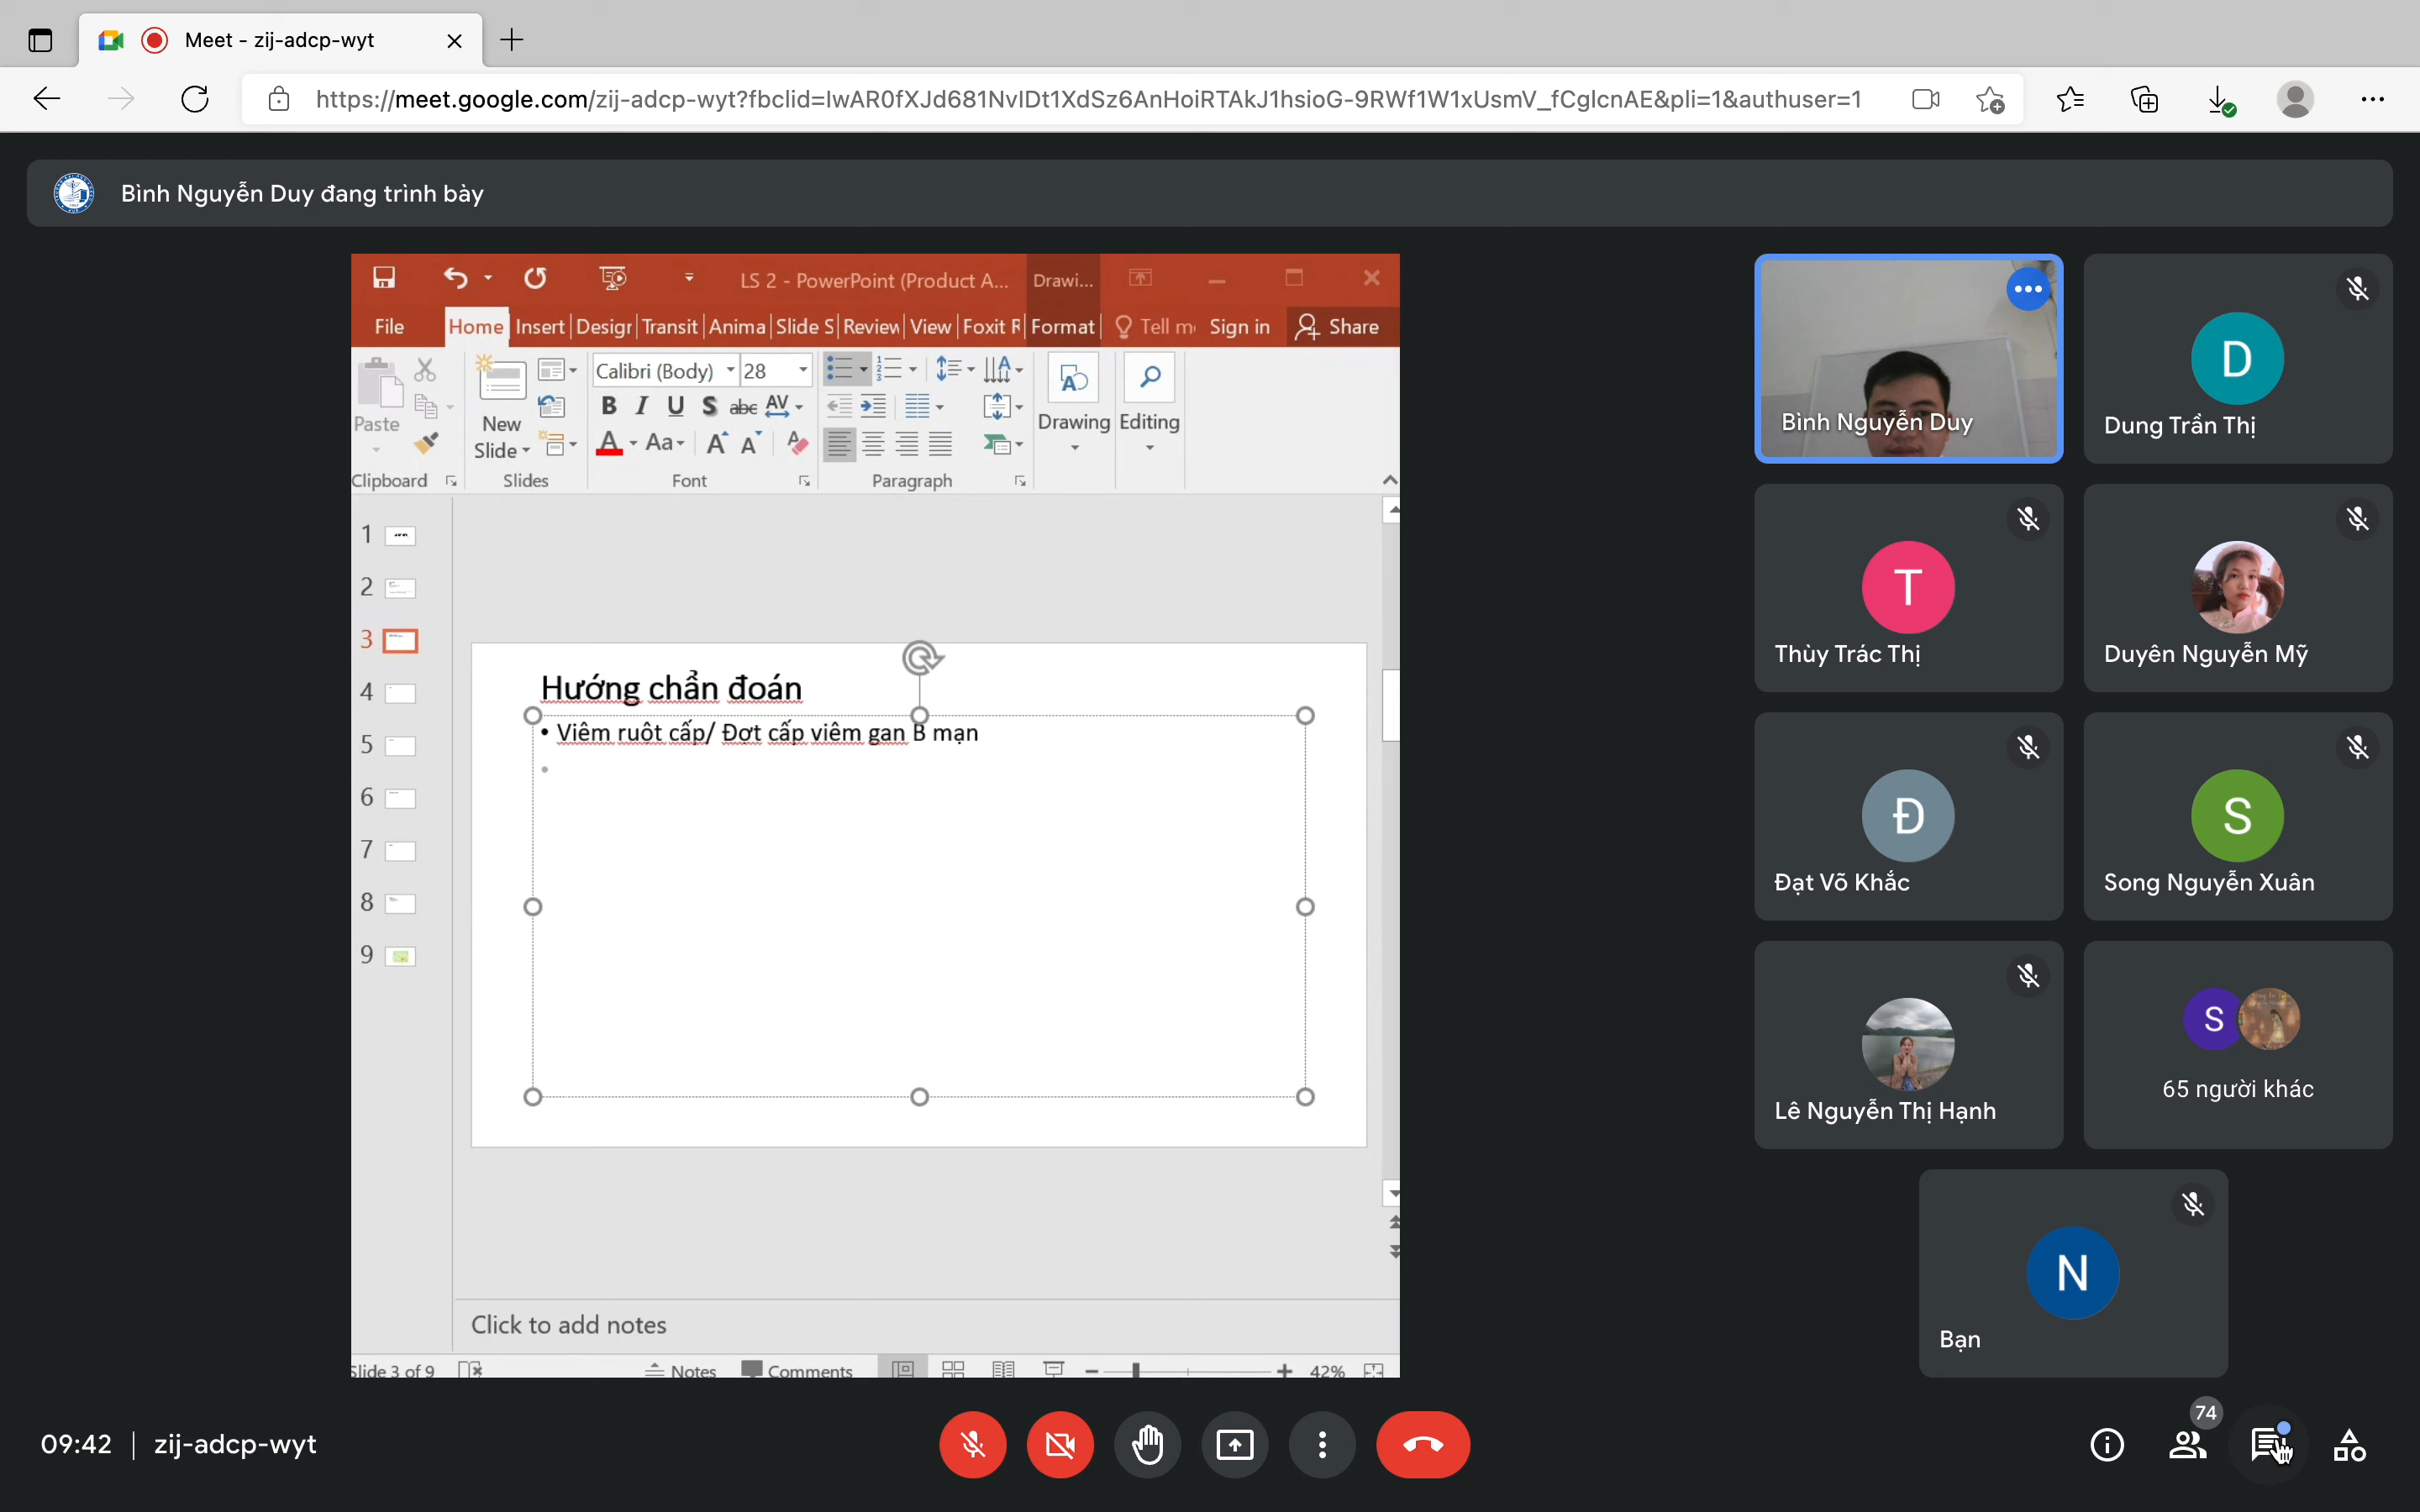 Meet - zij-adcp-wyt
https://meet.google.com/zij-adcp-wyt?fbclid=IwAR0fXJd681NvIDt1XdSz6AnHoiRTAkJ1hsioG-9RWf1W1xUsmV_fCglcnAE&pli=1&authuser=1
Bình Nguyễn Duy đang trình bày
LS 2 - PowerPoint (Product A... Drawi...
File Home Insert Desigr Transit Anima Slide S Review View Foxit R Format Tell m Sign in Share
Calibri (Body) 28
Paste New Slide Drawing Editing
B I U S abc AV
A Aa A A
Clipboard Slides Font Paragraph
1
2
3
4
5
6
7
8
9
Hướng chẩn đoán
• Viêm ruột cấp/ Đợt cấp viêm gan B mạn
•
Click to add notes
Slide 3 of 9 Notes Comments 42%
Bình Nguyễn Duy
D
Dung Trần Thị
T
Thùy Trác Thị
Duyên Nguyễn Mỹ
Đ
Đạt Võ Khắc
S
Song Nguyễn Xuân
Lê Nguyễn Thị Hạnh
S
65 người khác
N
Bạn
09:42 | zij-adcp-wyt
74